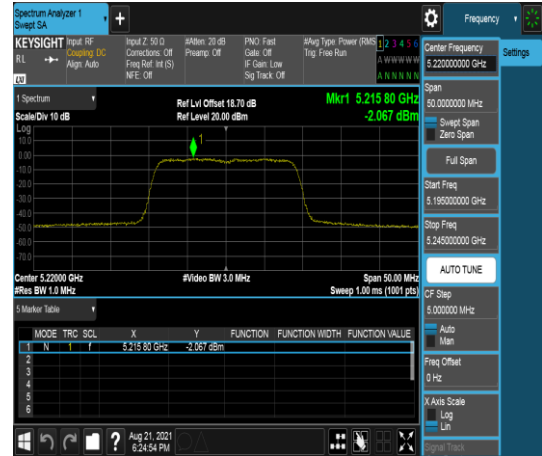 Spectrum Analyzer 1
Swept SA
+
Frequency
KEYSIGHT Input: RF
RL Coupling: DC
Align: Auto
LXI
Input Z: 50 Ω
Corrections: Off
Freq Ref: Int (S)
NFE: Off
#Atten: 20 dB
Preamp: Off
PNO: Fast
Gate: Off
IF Gain: Low
Sig Track: Off
#Avg Type: Power (RMS
Trig: Free Run
1 2 3 4 5 6
A W W W W W
A N N N N N
1 Spectrum
Scale/Div 10 dB
Ref Lvl Offset 18.70 dB
Ref Level 20.00 dBm
Mkr1 5.215 80 GHz
-2.067 dBm
Log
10.0
0.00
-10.0
-20.0
-30.0
-40.0
-50.0
-60.0
-70.0
1
Center 5.22000 GHz
#Res BW 1.0 MHz
#Video BW 3.0 MHz
Span 50.00 MHz
Sweep 1.00 ms (1001 pts)
5 Marker Table
MODE TRC SCL X Y FUNCTION FUNCTION WIDTH FUNCTION VALUE
1 N 1 f 5.215 80 GHz -2.067 dBm
2
3
4
5
6
?
Aug 21, 2021
6:24:54 PM
Center Frequency
5.220000000 GHz
Settings
Span
50.0000000 MHz
Swept Span
Zero Span
Full Span
Start Freq
5.195000000 GHz
Stop Freq
5.245000000 GHz
AUTO TUNE
CF Step
5.000000 MHz
Auto
Man
Freq Offset
0 Hz
X Axis Scale
Log
Lin
Signal Track